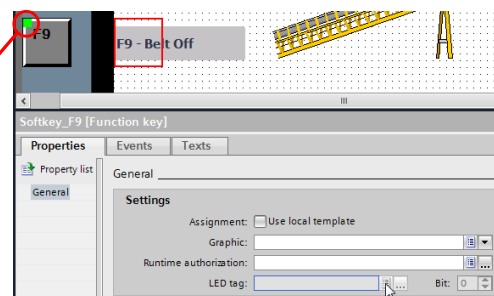 F9
F9 - Belt Off
Softkey_F9 [Function key]
Properties
Events
Texts
Property list
General
General
Settings
Assignment: Use local template
Graphic:
Runtime authorization:
...
LED tag:
...
Bit: 0